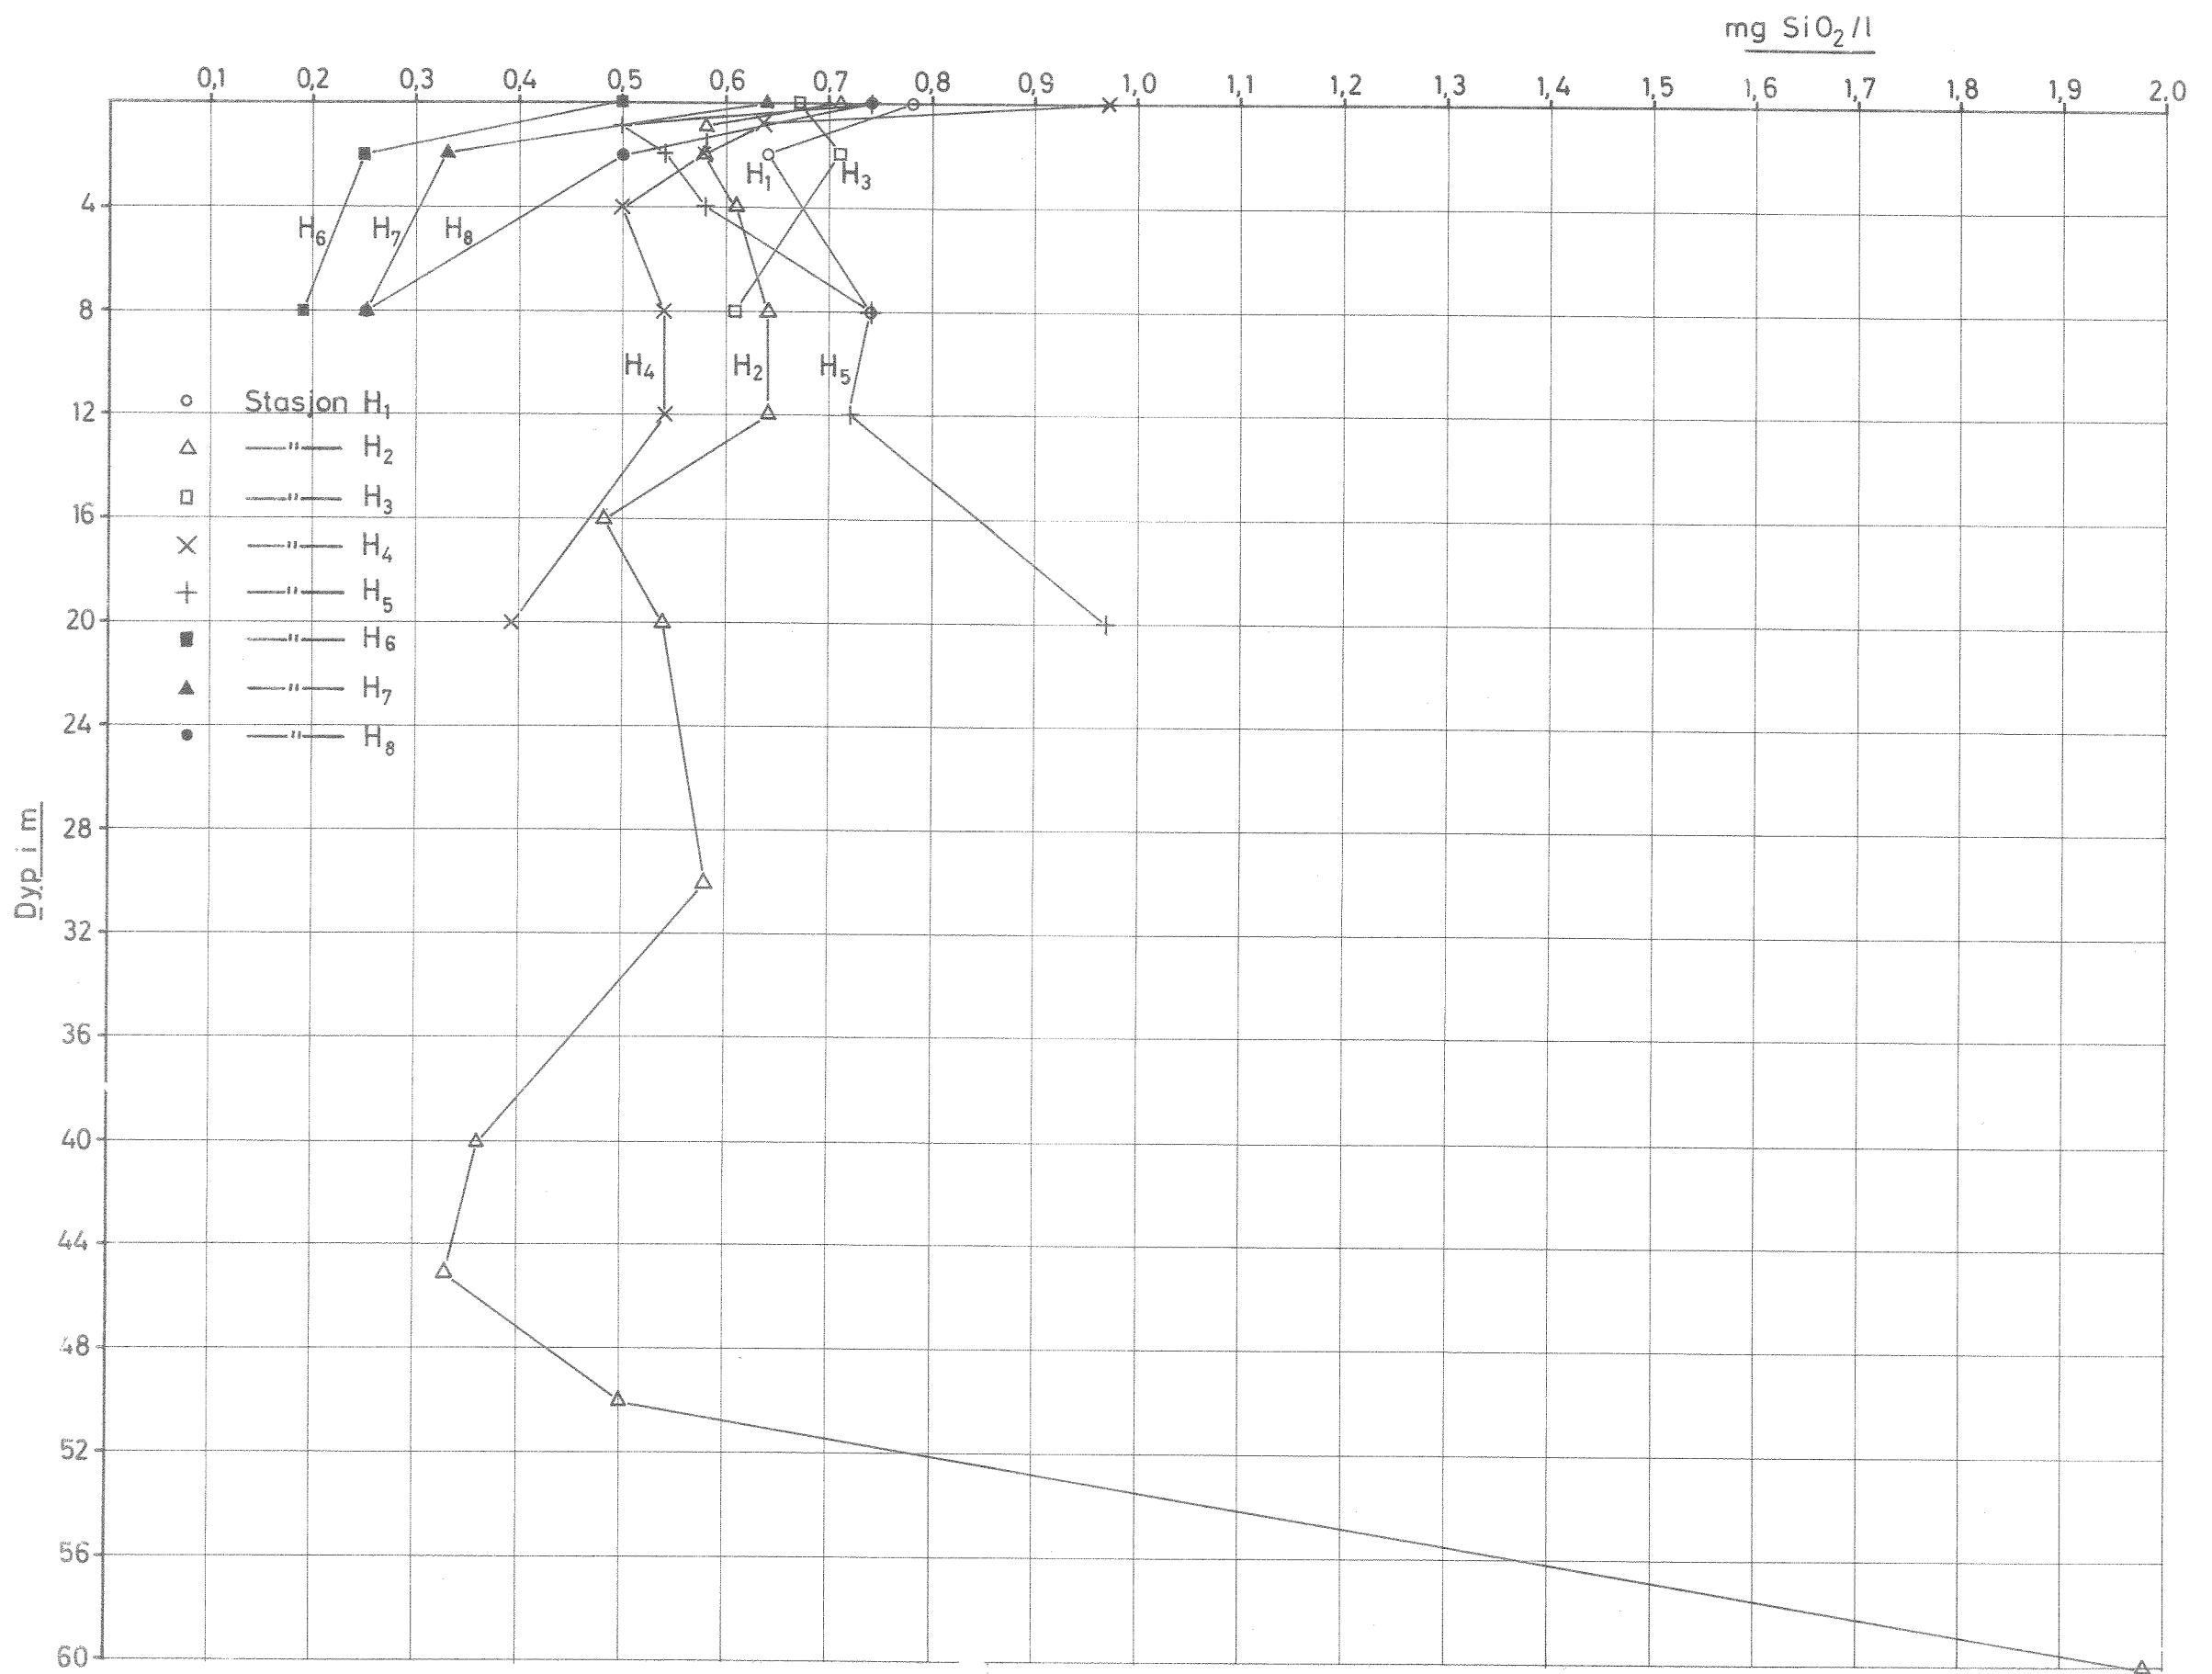 mg SiO₂/l
0,1 0,2 0,3 0,4 0,5 0,6 0,7 0,8 0,9 1,0 1,1 1,2 1,3 1,4 1,5 1,6 1,7 1,8 1,9 2,0
H₁ H₃
4
H₆ H₇ H₈
8
H₄ H₂ H₅
Stasjon H₁
12
—"— H₂
—"— H₃
16
—"— H₄
—"— H₅
20
—"— H₆
—"— H₇
24
—"— H₈
28
Dyp i m
32
36
40
44
48
52
56
60